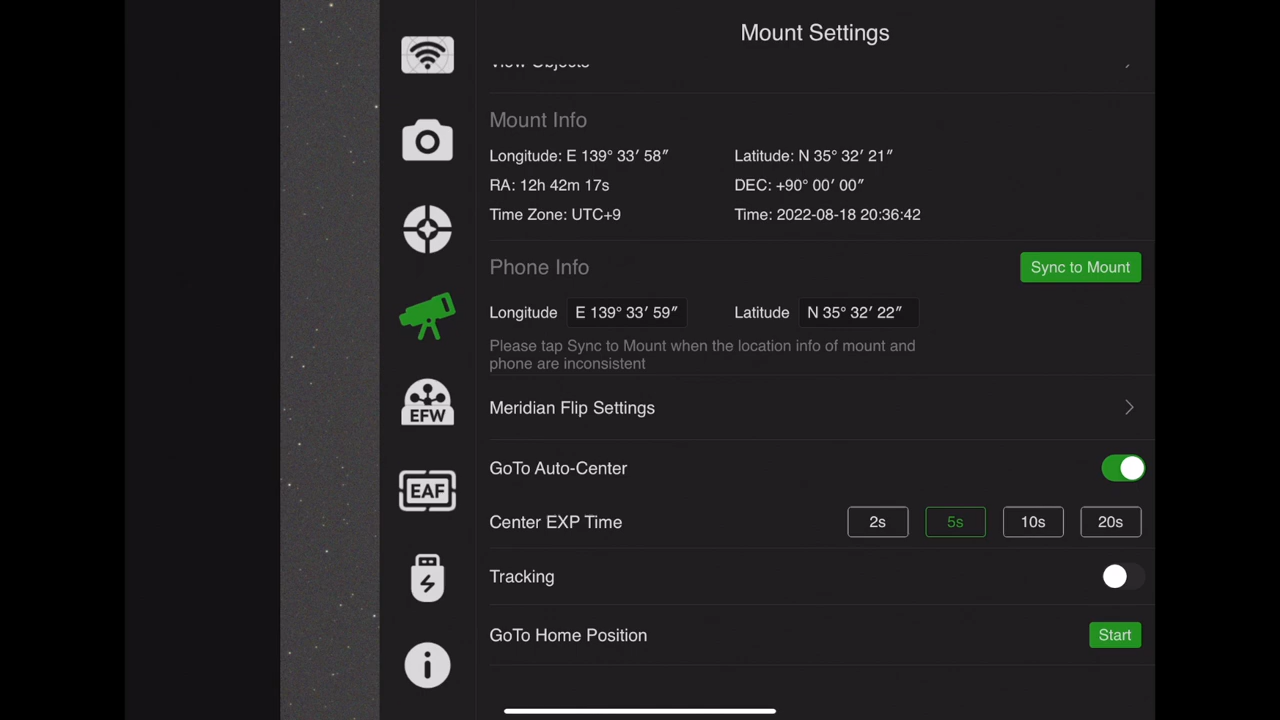 Mount Settings
View Objects
Mount Info
Longitude: E 139° 33′ 58″ Latitude: N 35° 32′ 21″
RA: 12h 42m 17s DEC: +90° 00′ 00″
Time Zone: UTC+9 Time: 2022-08-18 20:36:42
Phone Info Sync to Mount
Longitude E 139° 33′ 59″ Latitude N 35° 32′ 22″
Please tap Sync to Mount when the location info of mount and
phone are inconsistent
Meridian Flip Settings
EFW
GoTo Auto-Center
EAF
Center EXP Time 2s 5s 10s 20s
Tracking
GoTo Home Position Start